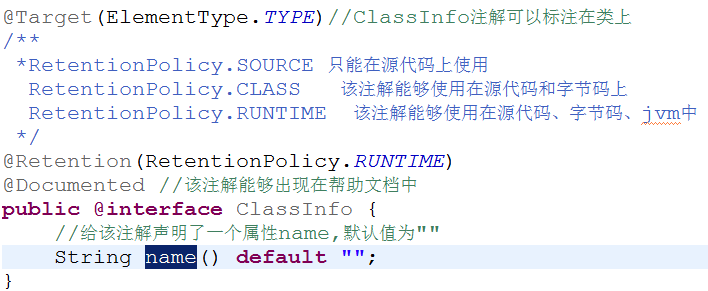 @Target(ElementType.TYPE)//ClassInfo注解可以标注在类上
/**
 *RetentionPolicy.SOURCE 只能在源代码上使用
  RetentionPolicy.CLASS   该注解能够使用在源代码和字节码上
  RetentionPolicy.RUNTIME  该注解能够使用在源代码、字节码、jvm中
 */
@Retention(RetentionPolicy.RUNTIME)
@Documented //该注解能够出现在帮助文档中
public @interface ClassInfo {
    //给该注解声明了一个属性name,默认值为""
    String name() default "";
}